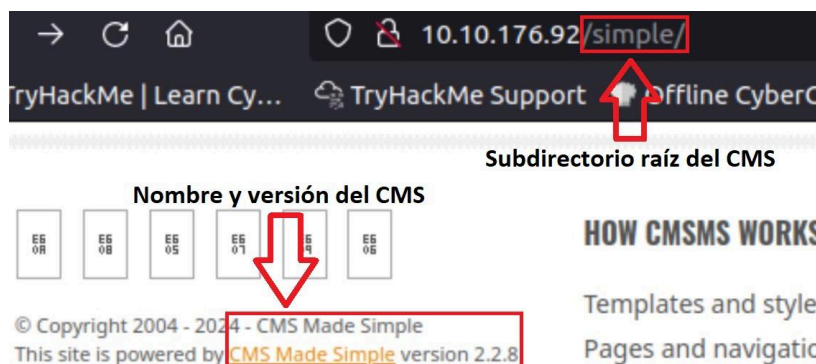 10.10.176.92/simple/
TryHackMe | Learn Cy... TryHackMe Support Offline CyberC
Subdirectorio raíz del CMS
Nombre y versión del CMS
HOW CMSMS WORKS
© Copyright 2004 - 2024 - CMS Made Simple
This site is powered by CMS Made Simple version 2.2.8
Templates and style
Pages and navigatio